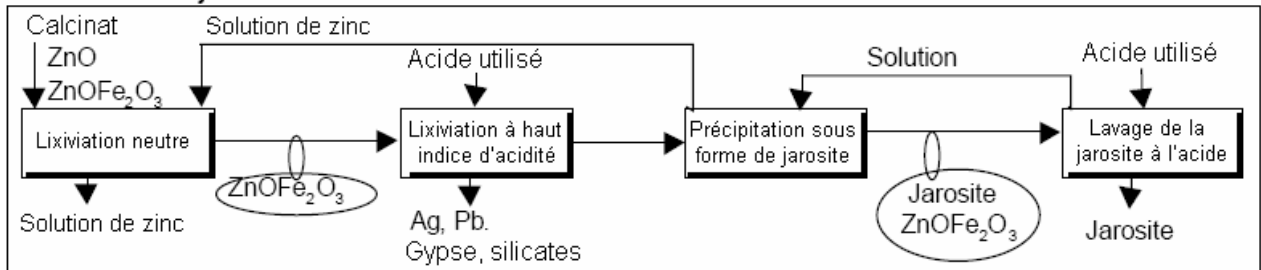 Calcinat
ZnO
ZnOFe₂O₃
Solution de zinc
Acide utilisé
Solution
Acide utilisé
Lixiviation neutre
Lixiviation à haut
indice d'acidité
Précipitation sous
forme de jarosite
Lavage de la
jarosite à l'acide
ZnOFe₂O₃
Jarosite
ZnOFe₂O₃
Solution de zinc
Ag, Pb.
Gypse, silicates
Jarosite